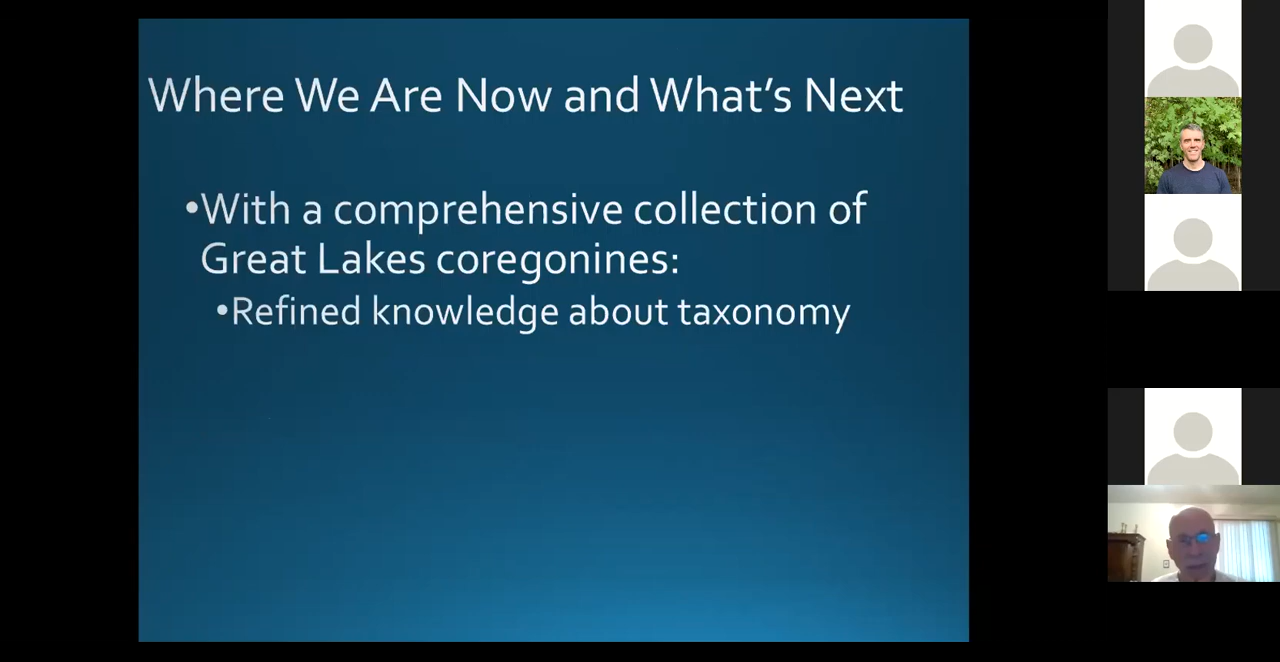 Where We Are Now and What's Next
•With a comprehensive collection of
Great Lakes coregonines:
•Refined knowledge about taxonomy